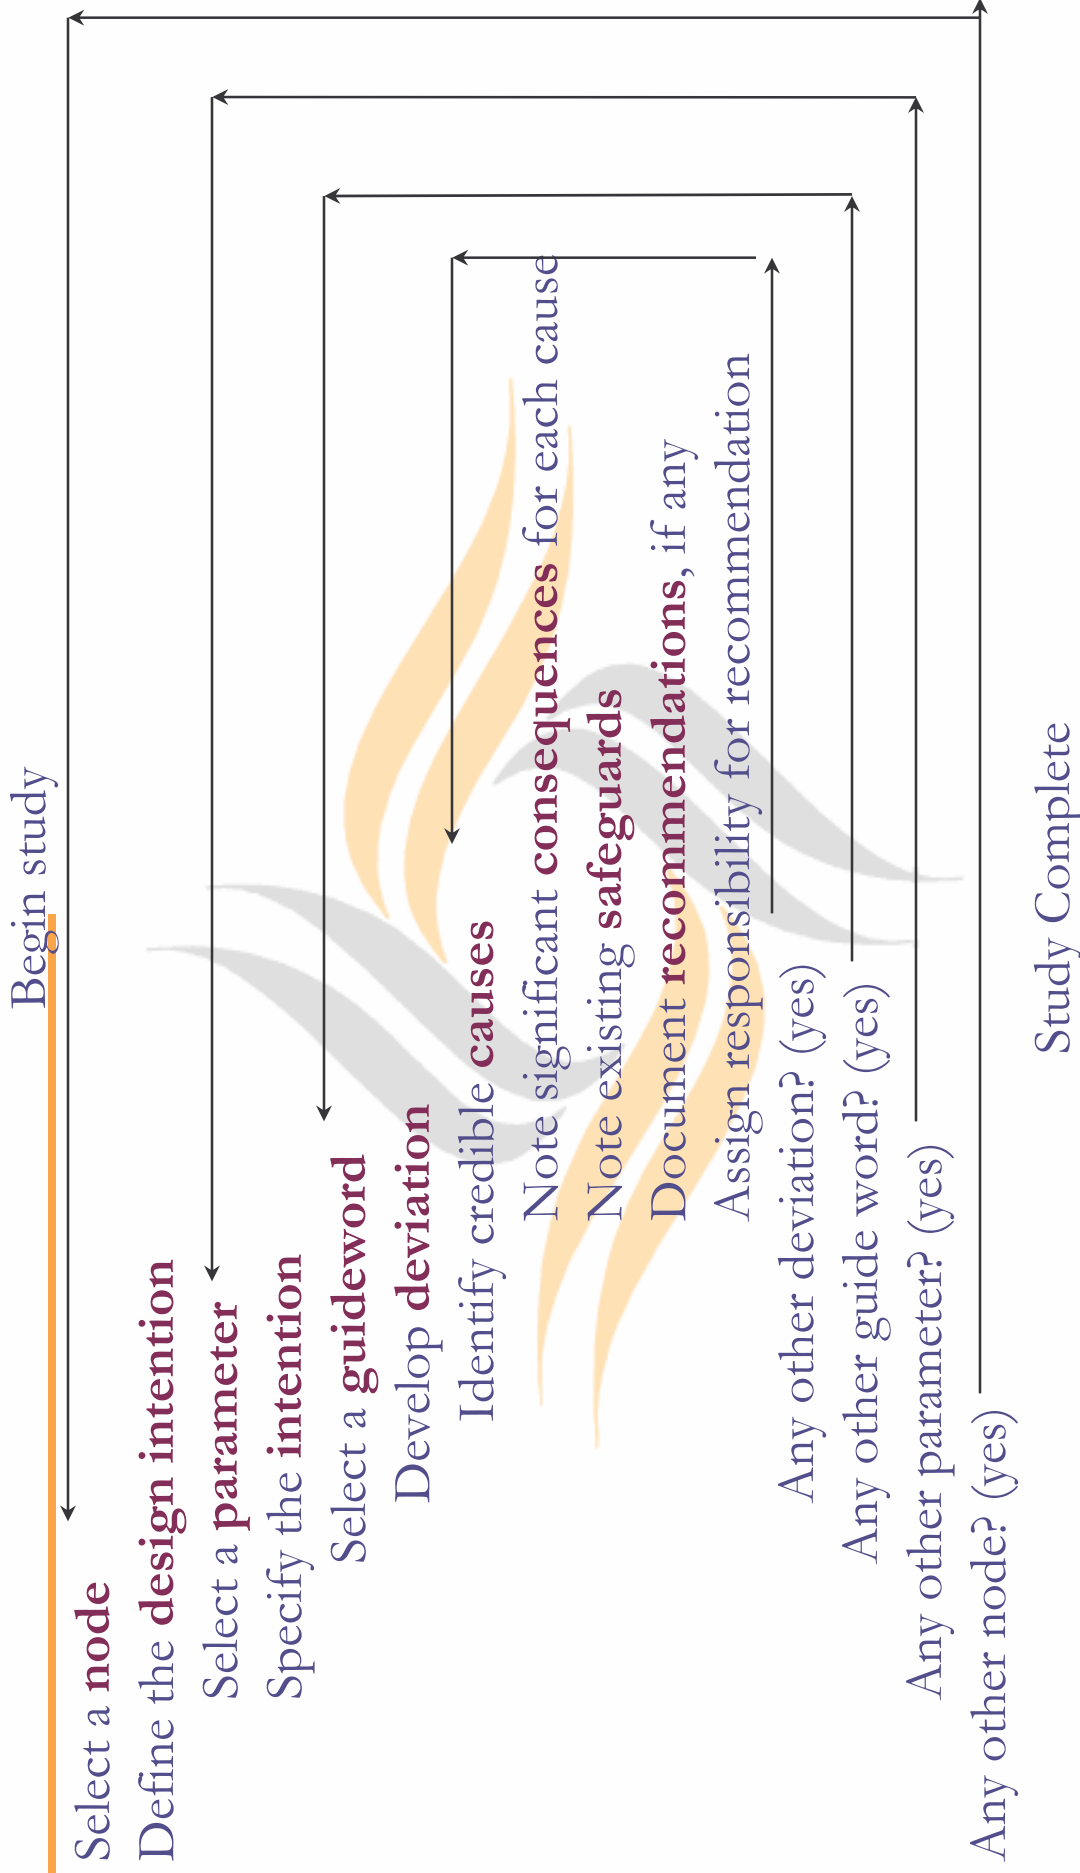 Begin study
Select a node
Define the design intention
Select a parameter
Specify the intention
Select a guideword
Develop deviation
Identify credible causes
Note significant consequences for each cause
Note existing safeguards
Document recommendations, if any
Assign responsibility for recommendation
Any other deviation? (yes)
Any other guide word? (yes)
Any other parameter? (yes)
Any other node? (yes)
Study Complete